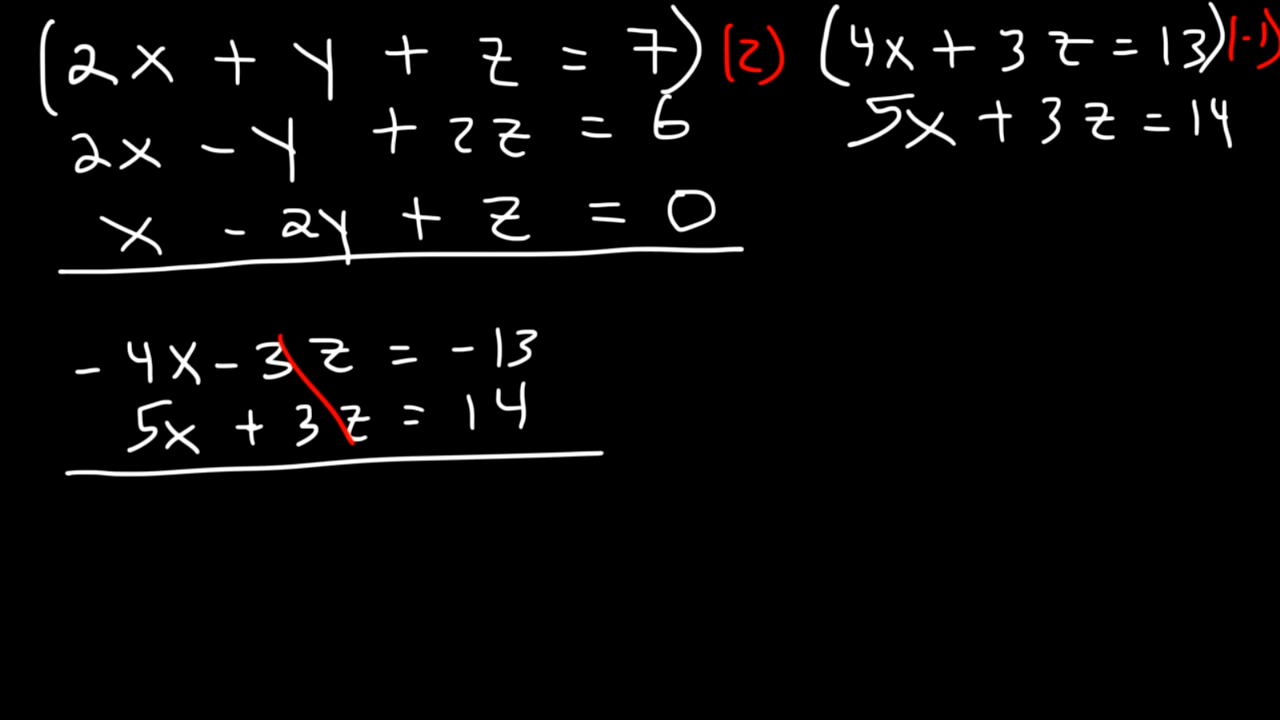 (2x + y + z = 7) (2)
2x - y + 2z = 6
x - 2y + z = 0
(4x + 3z = 13) (-1)
5x + 3z = 14
- 4x - 3z = - 13
5x + 3z = 14